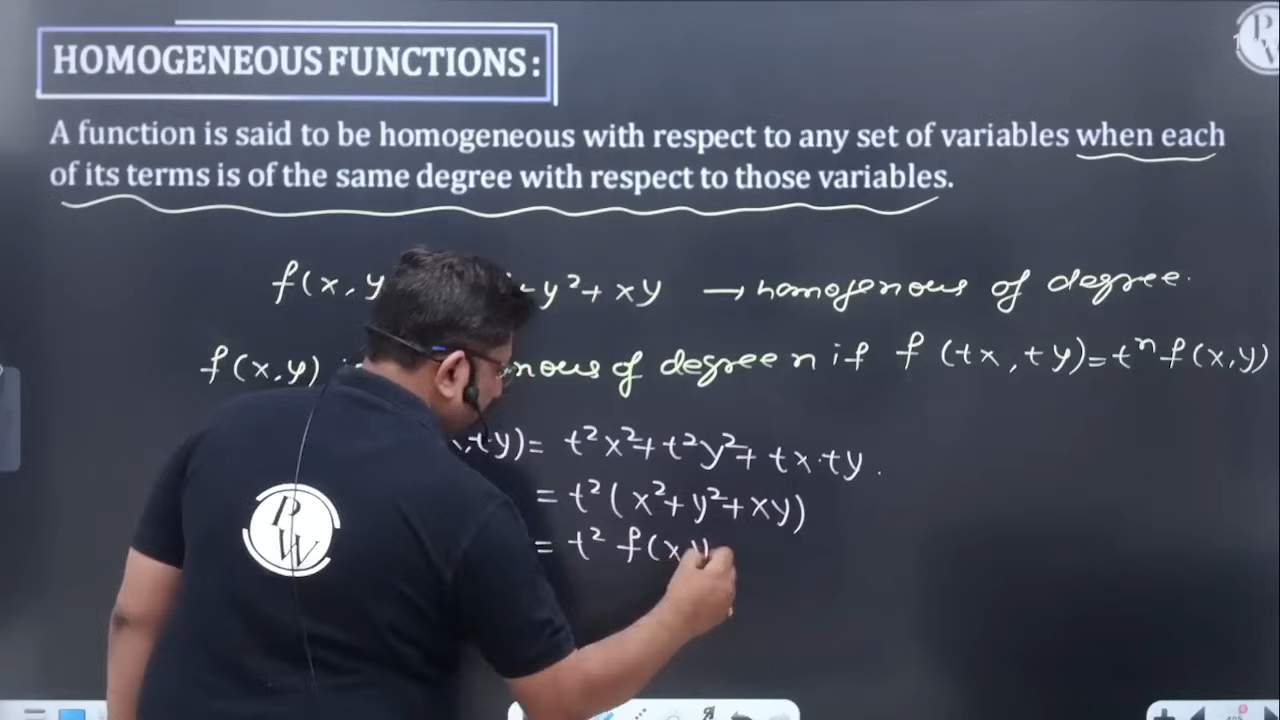 HOMOGENEOUS FUNCTIONS :
A function is said to be homogeneous with respect to any set of variables when each
of its terms is of the same degree with respect to those variables.
f(x, y y² + xy → homogenous of degree.
f(x,y) nous of degree n if f (tx, ty) = tⁿ f(x,y)
,ty) = t²x² + t²y² + tx·ty.
= t² (x² + y² + xy)
= t² f(x y
PW
P